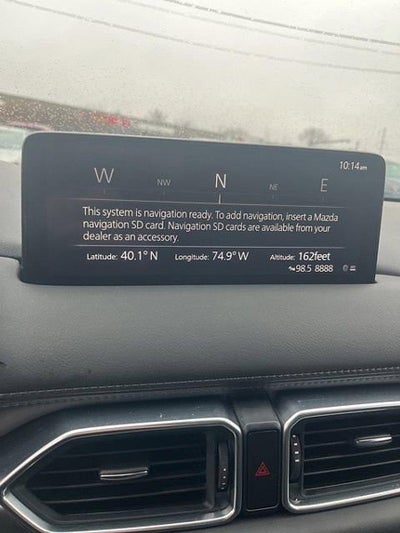 10:14am
W NW N NE E
This system is navigation ready. To add navigation, insert a Mazda
navigation SD card. Navigation SD cards are available from your
dealer as an accessory.
Latitude: 40.1° N Longitude: 74.9° W Altitude: 162feet
98.5 8888